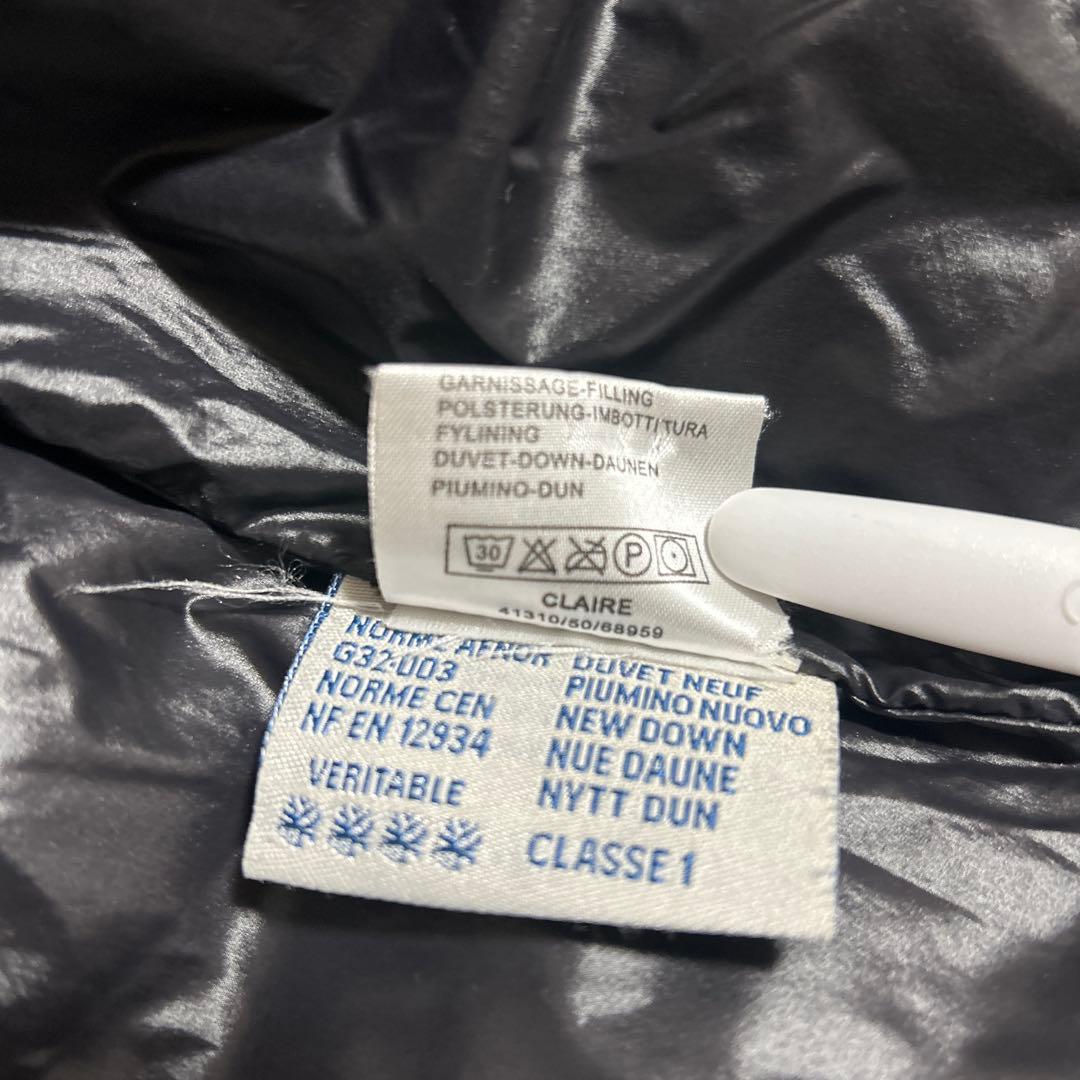 GARNISSAGE-FILLING
POLSTERUNG-IMBOTTITURA
FYLINING
DUVET-DOWN-DAUNEN
PIUMINO-DUN
30 P
CLAIRE
41310/50/68959
NORME AFNOR
G32-003
NORME CEN
NF EN 12934
VERITABLE
DUVET NEUF
PIUMINO NUOVO
NEW DOWN
NUE DAUNE
NYTT DUN
CLASSE 1